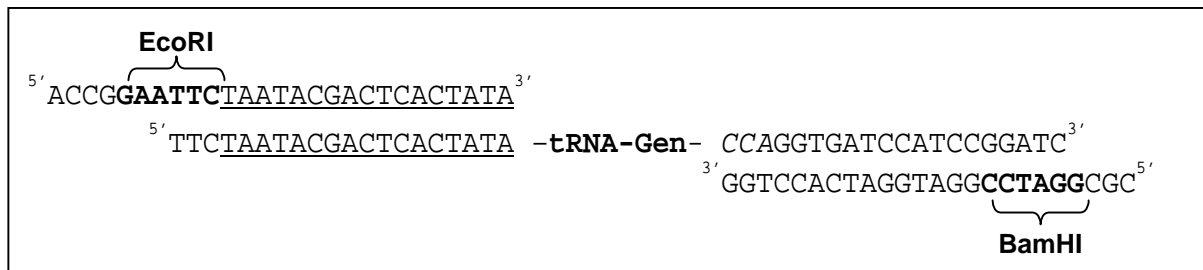 EcoRI
5′ACCGGAATTCTAATACGACTCACTATA3′
5′TTCTAATACGACTCACTATA –tRNA-Gen- CCAGGTGATCCATCCGGATC3′
3′GGTCCACTAGGTAGGCCTAGGCGC5′
BamHI